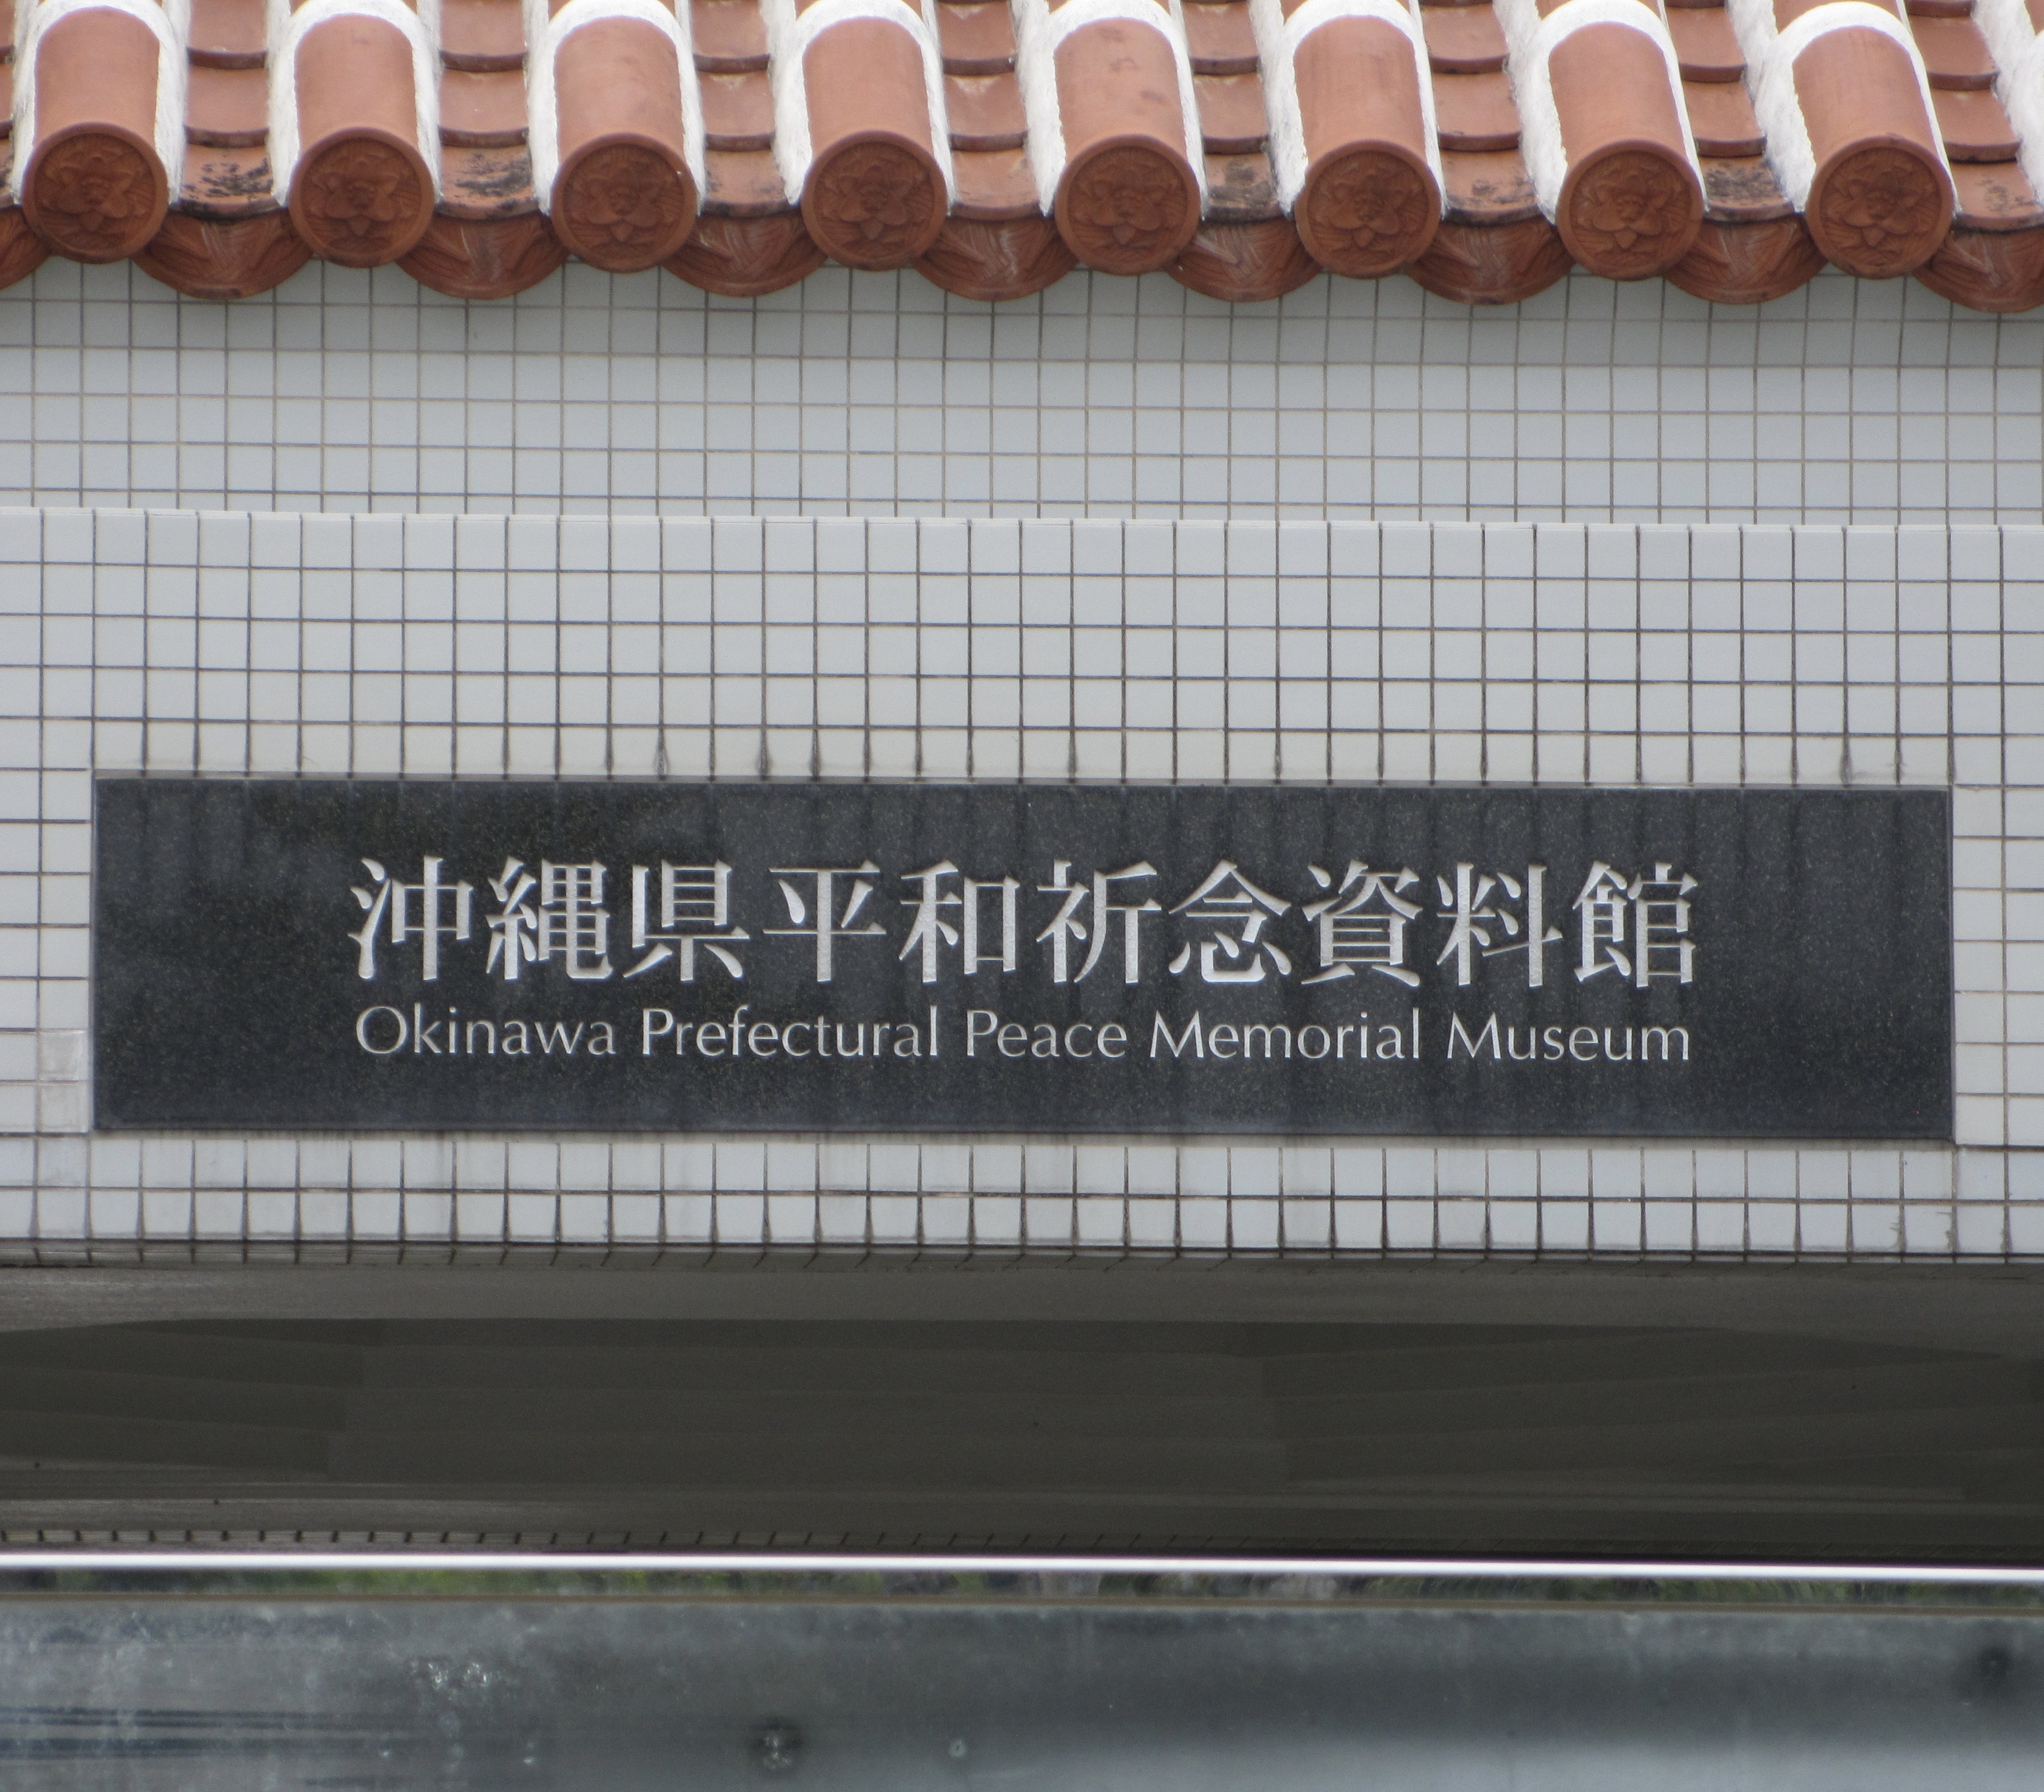 沖縄県平和祈念資料館
Okinawa Prefectural Peace Memorial Museum